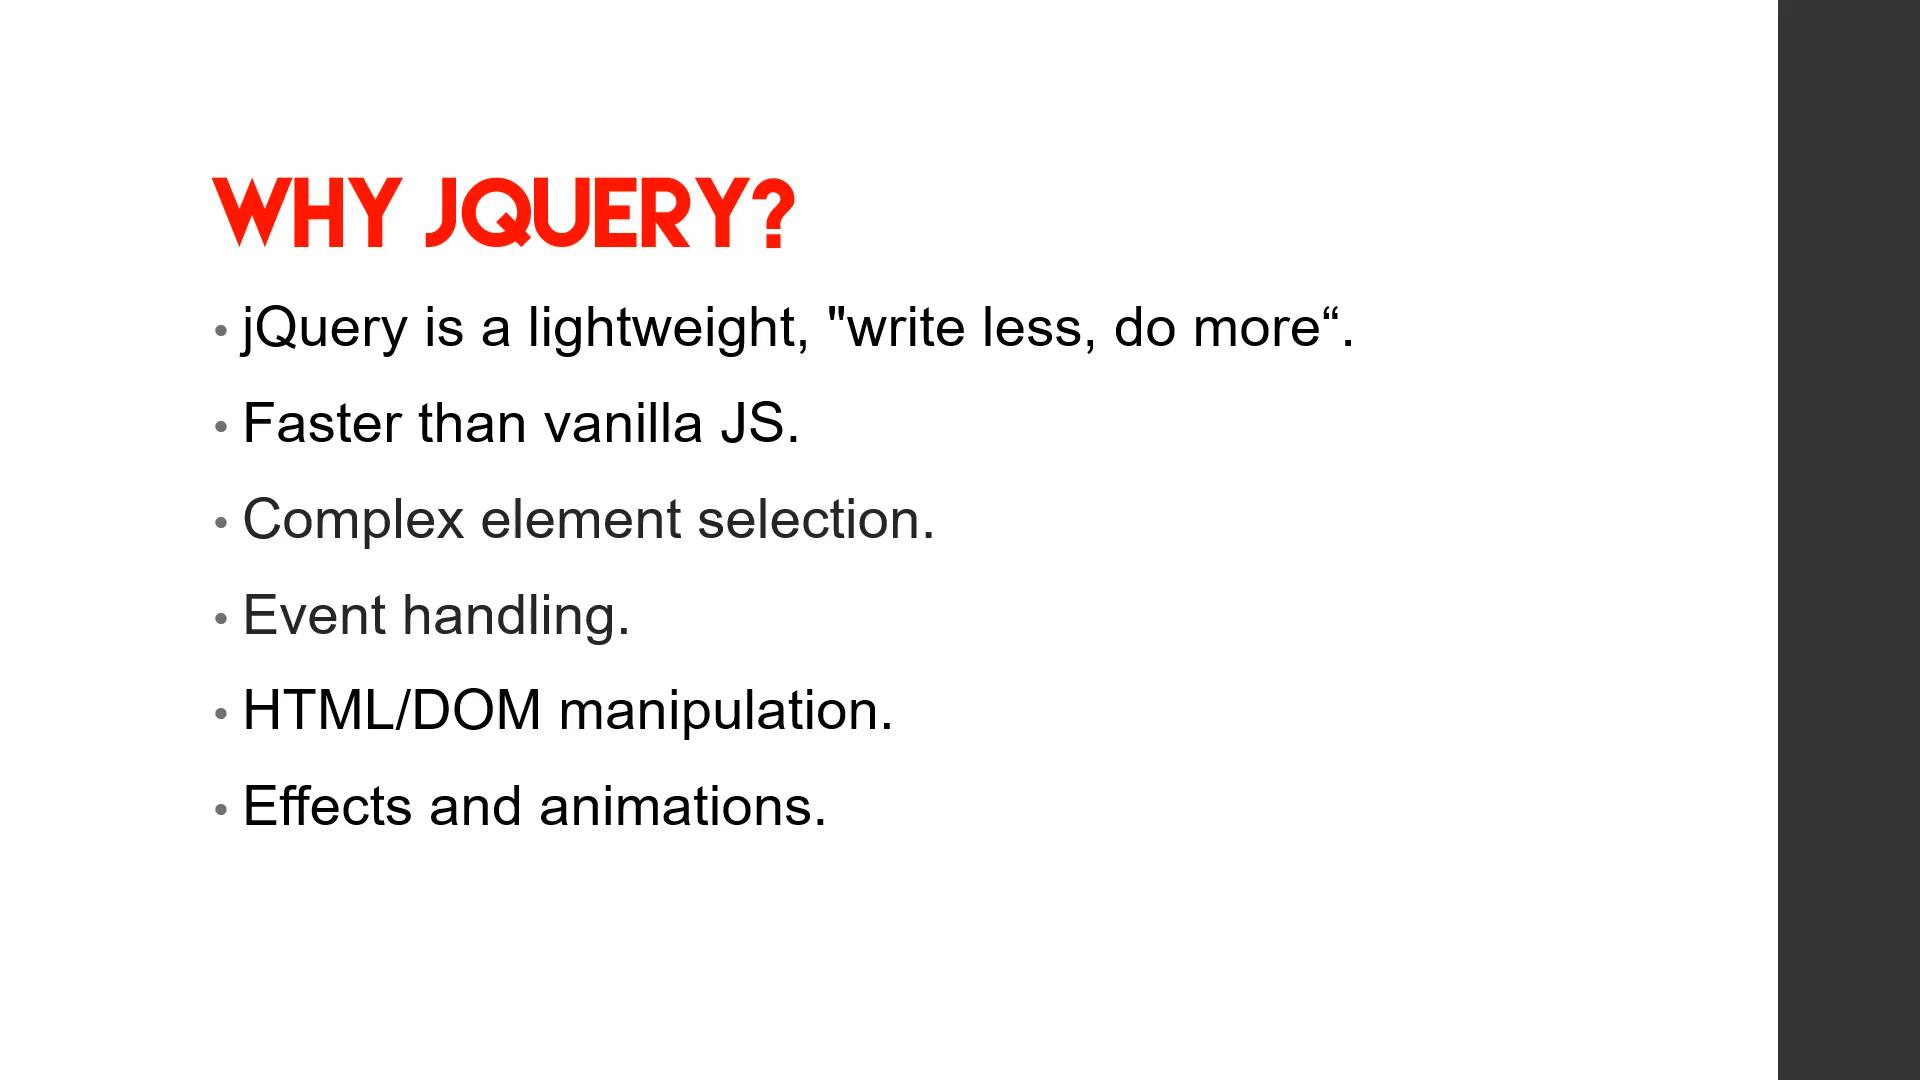 WHY JQUERY?
• jQuery is a lightweight, "write less, do more“.
• Faster than vanilla JS.
• Complex element selection.
• Event handling.
• HTML/DOM manipulation.
• Effects and animations.